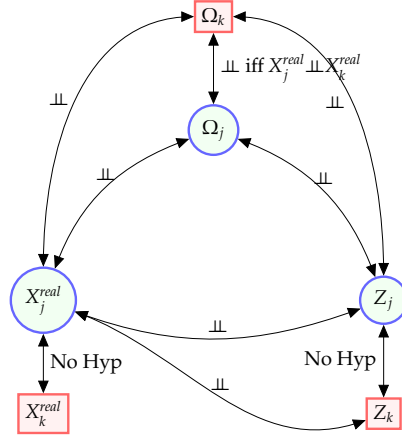 Ω_k
⫫ iff X_j^{real} ⫫ X_k^{real}
⫫
⫫
Ω_j
⫫
⫫
X_j^{real}
Z_j
⫫
No Hyp
No Hyp
⫫
X_k^{real}
Z_k